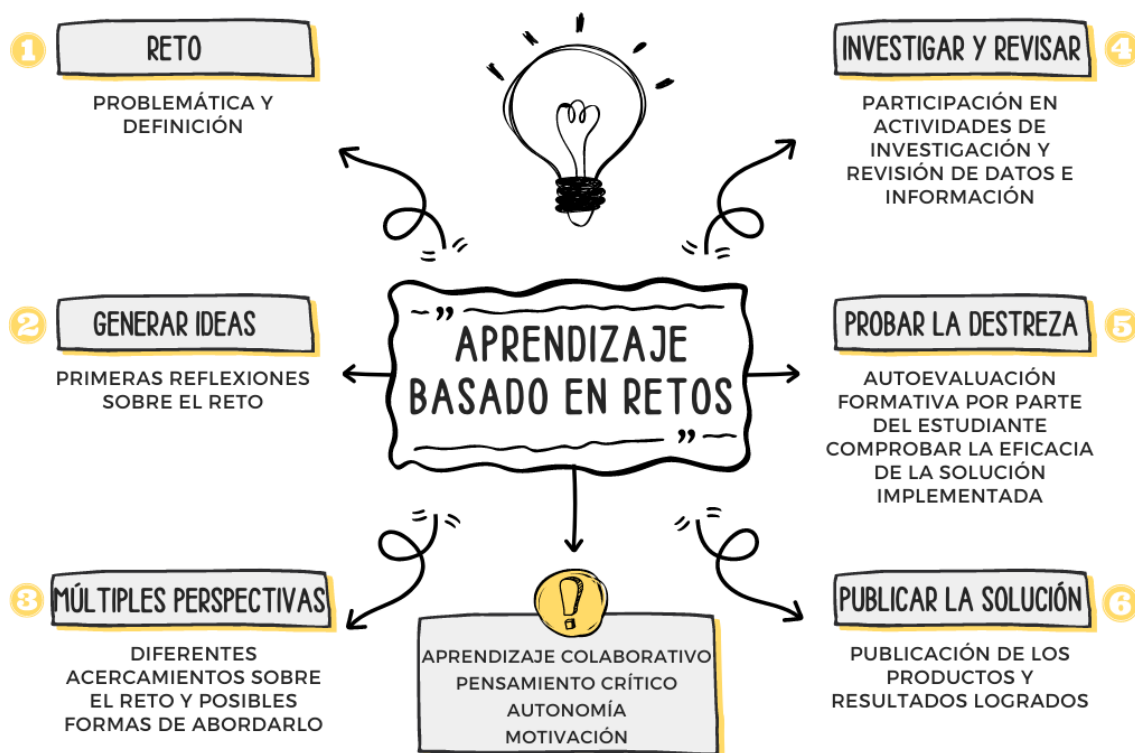 1
RETO
PROBLEMÁTICA Y
DEFINICIÓN
2
GENERAR IDEAS
PRIMERAS REFLEXIONES
SOBRE EL RETO
3
MÚLTIPLES PERSPECTIVAS
DIFERENTES
ACERCAMIENTOS SOBRE
EL RETO Y POSIBLES
FORMAS DE ABORDARLO
"
APRENDIZAJE
BASADO EN RETOS
"
!
APRENDIZAJE COLABORATIVO
PENSAMIENTO CRÍTICO
AUTONOMÍA
MOTIVACIÓN
INVESTIGAR Y REVISAR
4
PARTICIPACIÓN EN
ACTIVIDADES DE
INVESTIGACIÓN Y
REVISIÓN DE DATOS E
INFORMACIÓN
PROBAR LA DESTREZA
5
AUTOEVALUACIÓN
FORMATIVA POR PARTE
DEL ESTUDIANTE
COMPROBAR LA EFICACIA
DE LA SOLUCIÓN
IMPLEMENTADA
PUBLICAR LA SOLUCIÓN
6
PUBLICACIÓN DE LOS
PRODUCTOS Y
RESULTADOS LOGRADOS